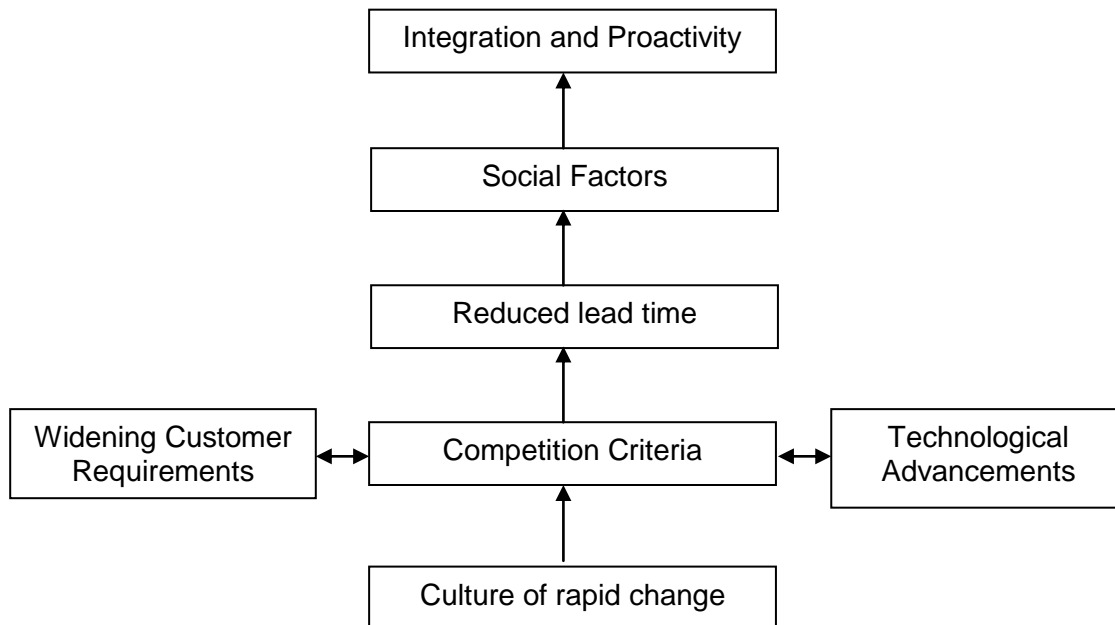 Integration and Proactivity
Social Factors
Reduced lead time
Widening Customer
Requirements
Competition Criteria
Technological
Advancements
Culture of rapid change